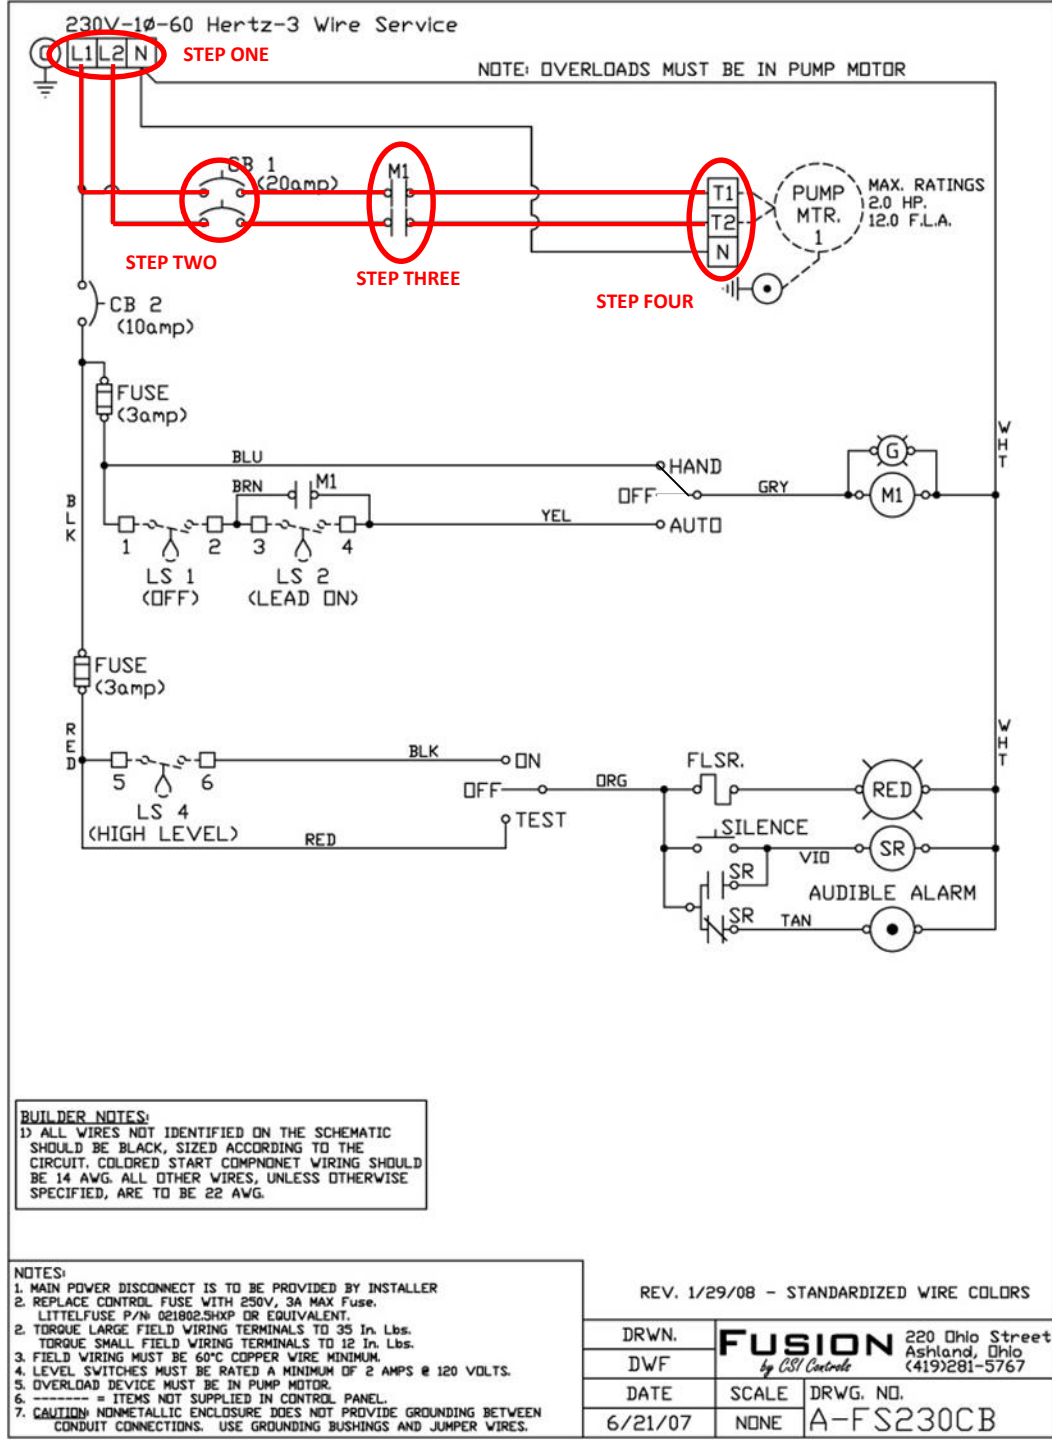 230V-1Ø-60 Hertz-3 Wire Service
G L1 L2 N STEP ONE
NOTE: OVERLOADS MUST BE IN PUMP MOTOR
CB 1
(20amp)
M1
T1
T2
N
PUMP
MTR.
1
MAX. RATINGS
2.0 HP.
12.0 F.L.A.
STEP TWO
STEP THREE
STEP FOUR
CB 2
(10amp)
FUSE
(3amp)
BLU
HAND
BRN
M1
OFF
GRY
G
M1
WHT
BLK
YEL
AUTO
1 2 3 4
LS 1
(OFF)
LS 2
(LEAD ON)
FUSE
(3amp)
RED
BLK
ON
WHT
5 6
OFF
ORG
FLSR.
RED
LS 4
(HIGH LEVEL)
RED
TEST
SILENCE
VIO
SR
SR
AUDIBLE ALARM
SR
TAN
BUILDER NOTES:
1) ALL WIRES NOT IDENTIFIED ON THE SCHEMATIC
SHOULD BE BLACK, SIZED ACCORDING TO THE
CIRCUIT. COLORED START COMPNONET WIRING SHOULD
BE 14 AWG. ALL OTHER WIRES, UNLESS OTHERWISE
SPECIFIED, ARE TO BE 22 AWG.
NOTES:
1. MAIN POWER DISCONNECT IS TO BE PROVIDED BY INSTALLER
2. REPLACE CONTROL FUSE WITH 250V, 3A MAX Fuse.
LITTELFUSE P/N: 021802.5HXP OR EQUIVALENT.
2. TORQUE LARGE FIELD WIRING TERMINALS TO 35 In. Lbs.
TORQUE SMALL FIELD WIRING TERMINALS TO 12 In. Lbs.
3. FIELD WIRING MUST BE 60°C COPPER WIRE MINIMUM.
4. LEVEL SWITCHES MUST BE RATED A MINIMUM OF 2 AMPS @ 120 VOLTS.
5. OVERLOAD DEVICE MUST BE IN PUMP MOTOR.
6. ------- = ITEMS NOT SUPPLIED IN CONTROL PANEL.
7. CAUTION: NONMETALLIC ENCLOSURE DOES NOT PROVIDE GROUNDING BETWEEN
CONDUIT CONNECTIONS. USE GROUNDING BUSHINGS AND JUMPER WIRES.
REV. 1/29/08 - STANDARDIZED WIRE COLORS
DRWN.
DWF
FUSION
by CSI Controls
220 Ohio Street
Ashland, Ohio
(419)281-5767
DATE
6/21/07
SCALE
NONE
DRWG. NO.
A-FS230CB